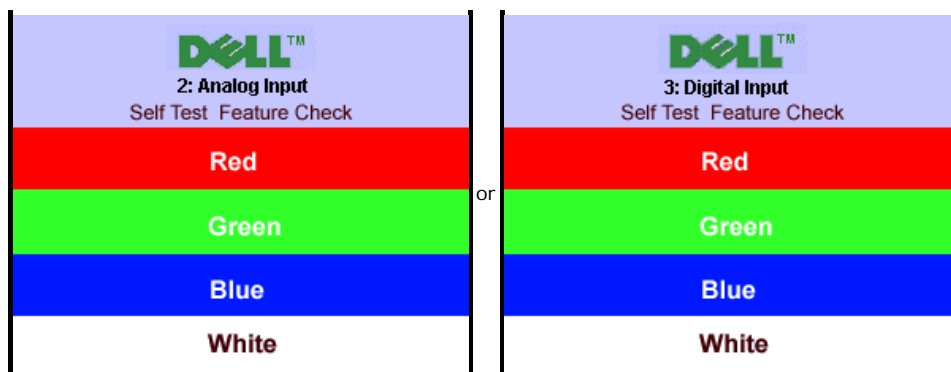 DELL™
2: Analog Input
Self Test Feature Check
Red
Green
Blue
White
or
DELL™
3: Digital Input
Self Test Feature Check
Red
Green
Blue
White